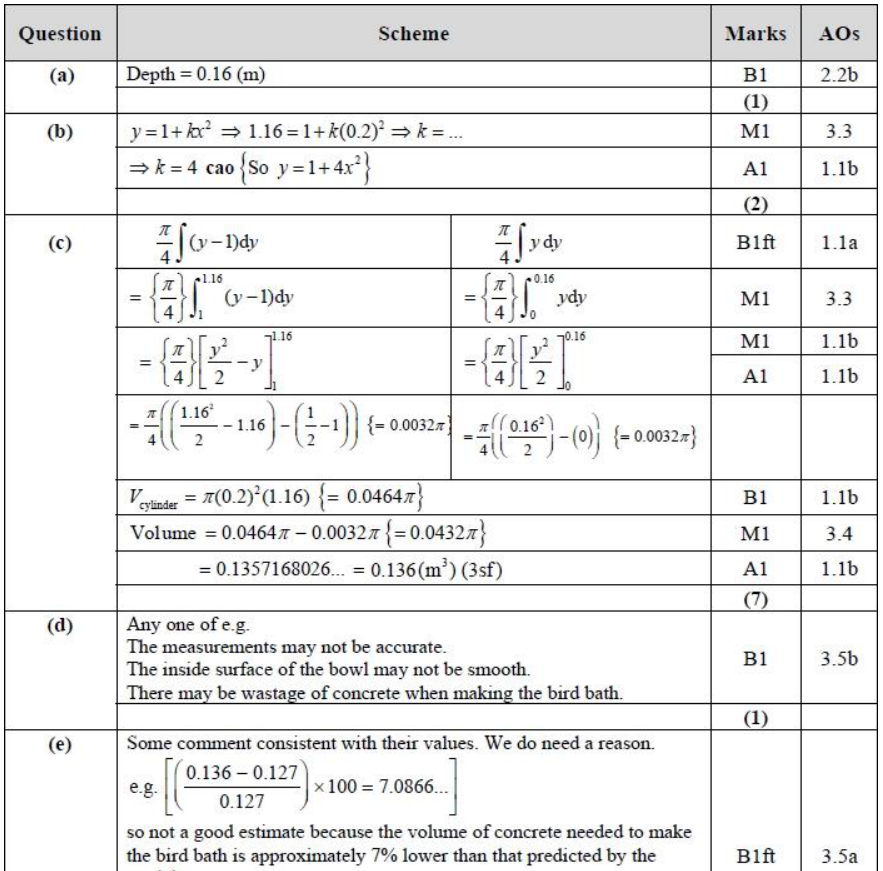 Question Scheme Marks AOs
(a) Depth = 0.16 (m) B1 2.2b
(1)
(b) y = 1 + kx² ⇒ 1.16 = 1 + k(0.2)² ⇒ k = ... M1 3.3
⇒ k = 4 cao {So y = 1 + 4x²} A1 1.1b
(2)
(c) π/4 ∫(y − 1)dy π/4 ∫ y dy B1ft 1.1a
= {π/4} ∫₁^1.16 (y − 1)dy = {π/4} ∫₀^0.16 ydy M1 3.3
= {π/4} [y²/2 − y]₁^1.16 = {π/4} [y²/2]₀^0.16 M1 1.1b
A1 1.1b
= π/4 ((1.16²/2 − 1.16) − (1/2 − 1)) {= 0.0032π} = π/4 ((0.16²/2) − (0)) {= 0.0032π}
V_cylinder = π(0.2)²(1.16) {= 0.0464π} B1 1.1b
Volume = 0.0464π − 0.0032π {= 0.0432π} M1 3.4
= 0.1357168026... = 0.136(m³) (3sf) A1 1.1b
(7)
(d) Any one of e.g.
The measurements may not be accurate.
The inside surface of the bowl may not be smooth. B1 3.5b
There may be wastage of concrete when making the bird bath.
(1)
(e) Some comment consistent with their values. We do need a reason.
e.g. [((0.136 − 0.127)/0.127) × 100 = 7.0866...]
so not a good estimate because the volume of concrete needed to make
the bird bath is approximately 7% lower than that predicted by the B1ft 3.5a